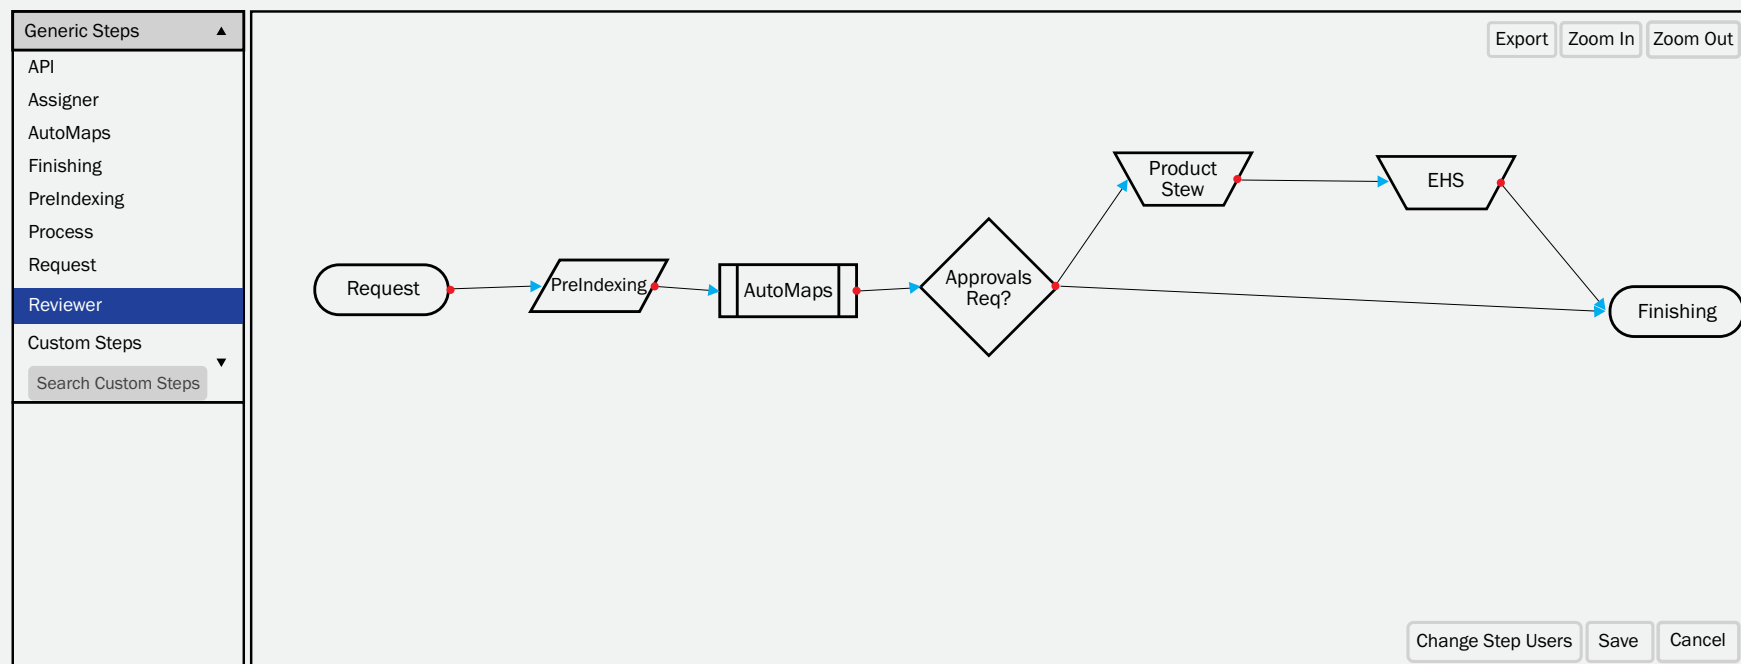 Generic Steps ▲
API
Assigner
AutoMaps
Finishing
PreIndexing
Process
Request
Reviewer
Custom Steps
▼
Search Custom Steps
Export
Zoom In
Zoom Out
Request
PreIndexing
AutoMaps
Approvals
Req?
Product
Stew
EHS
Finishing
Change Step Users
Save
Cancel